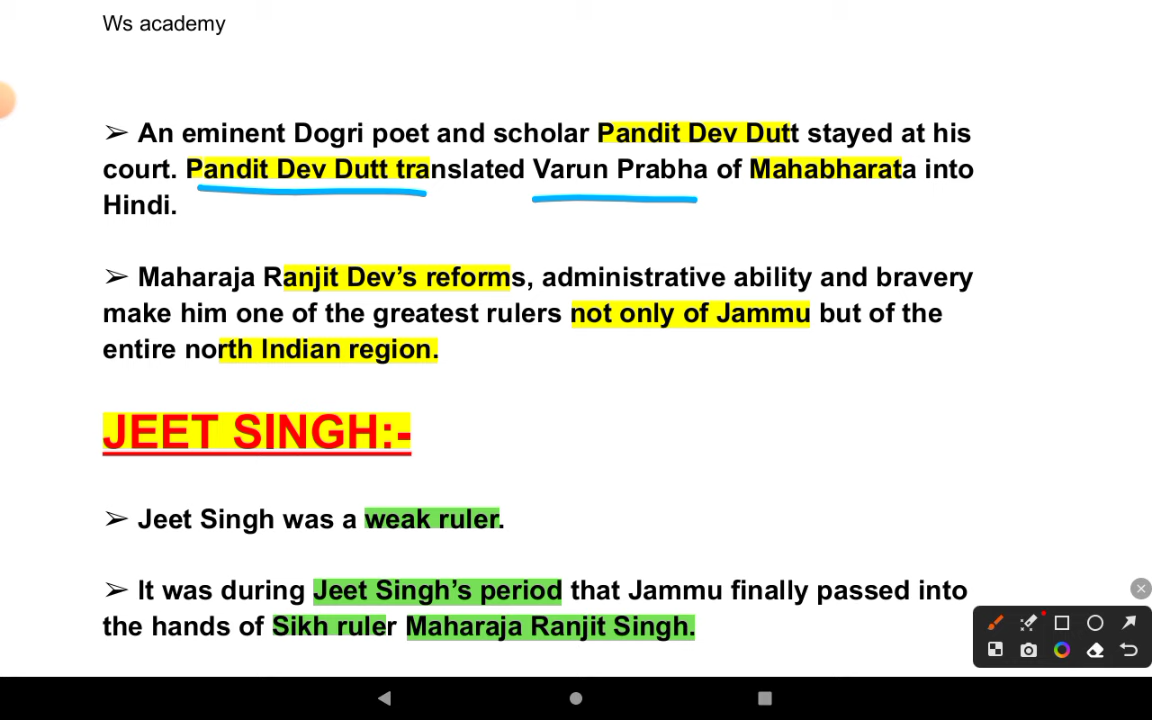 Ws academy
➢ An eminent Dogri poet and scholar Pandit Dev Dutt stayed at his
court. Pandit Dev Dutt translated Varun Prabha of Mahabharata into
Hindi.
➢ Maharaja Ranjit Dev’s reforms, administrative ability and bravery
make him one of the greatest rulers not only of Jammu but of the
entire north Indian region.
JEET SINGH:-
➢ Jeet Singh was a weak ruler.
➢ It was during Jeet Singh’s period that Jammu finally passed into
the hands of Sikh ruler Maharaja Ranjit Singh.